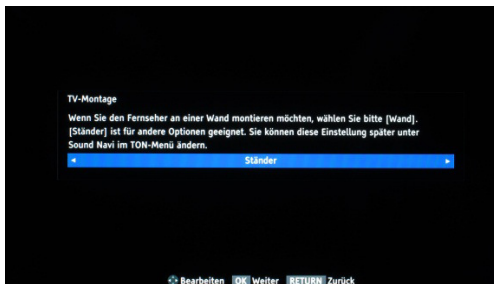 TV-Montage
Wenn Sie den Fernseher an einer Wand montieren möchten, wählen Sie bitte [Wand].
[Ständer] ist für andere Optionen geeignet. Sie können diese Einstellung später unter
Sound Navi im TON-Menü ändern.
Ständer
Bearbeiten OK Weiter RETURN Zurück